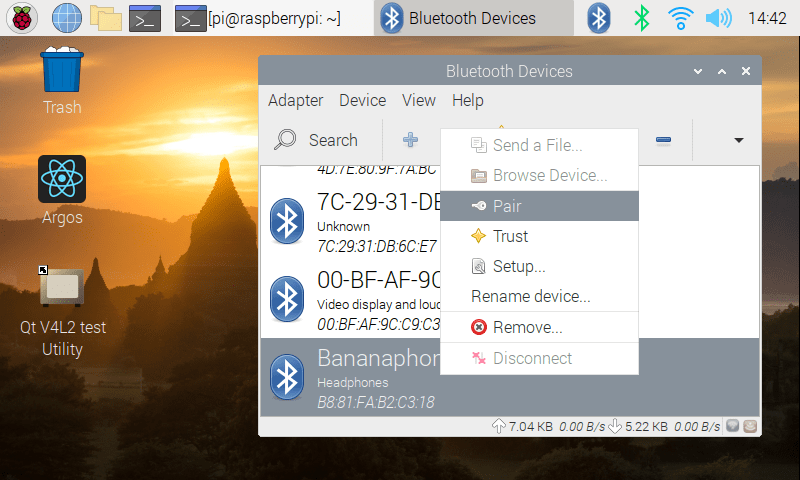 [pi@raspberrypi: ~]
Bluetooth Devices
14:42
Trash
Argos
Qt V4L2 test
Utility
Bluetooth Devices
Adapter Device View Help
Search
4D:7E:80:9F:7A:BC
7C-29-31-DB
Unknown
7C:29:31:DB:6C:E7
00-BF-AF-9C
Video display and loud
00:BF:AF:9C:C9:C3
Bananaphon
Headphones
B8:81:FA:B2:C3:18
Send a File...
Browse Device...
Pair
Trust
Setup...
Rename device...
Remove...
Disconnect
7.04 KB 0.00 B/s 5.22 KB 0.00 B/s